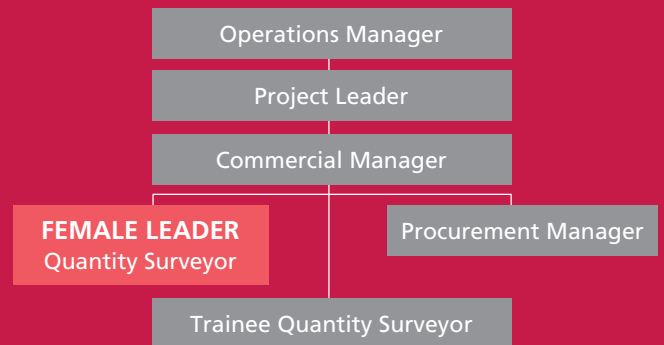 Operations Manager
Project Leader
Commercial Manager
FEMALE LEADER
Quantity Surveyor
Procurement Manager
Trainee Quantity Surveyor